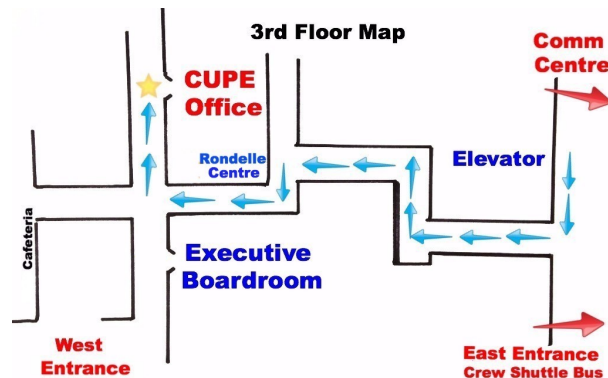 3rd Floor Map
Comm
Centre
CUPE
Office
Rondelle
Centre
Elevator
Cafeteria
Executive
Boardroom
West
Entrance
East Entrance
Crew Shuttle Bus